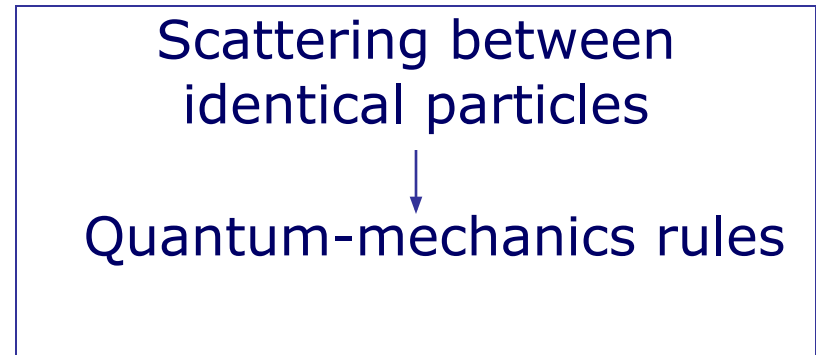 Scattering between
identical particles
Quantum-mechanics rules